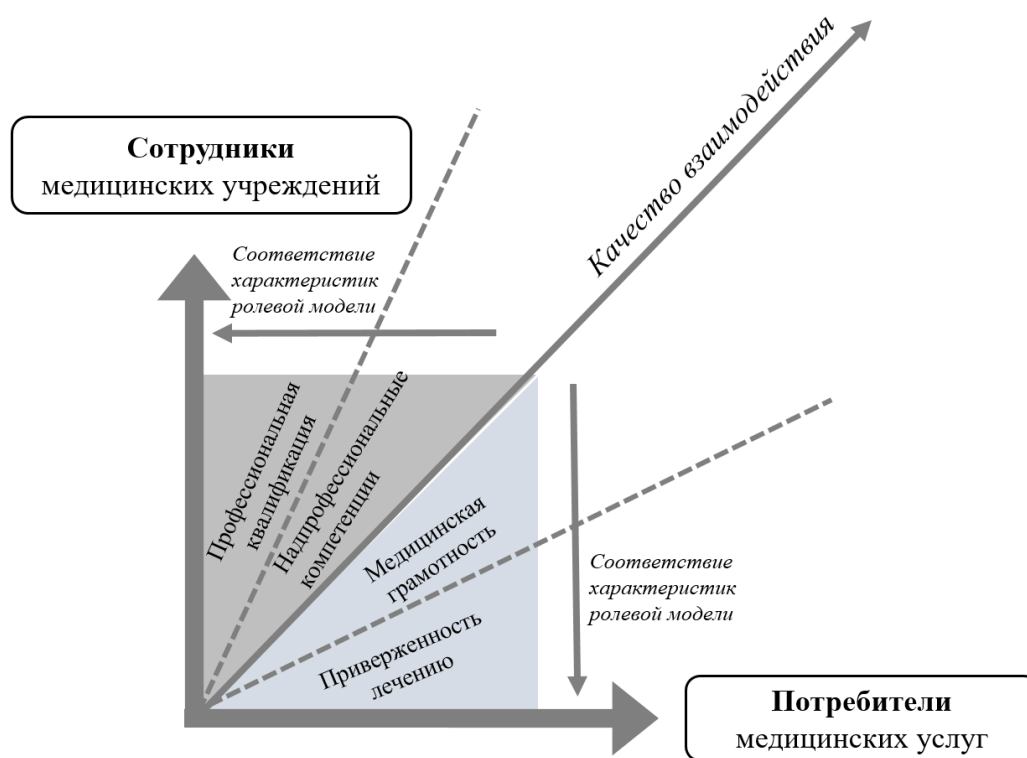 Сотрудники
медицинских учреждений
Качество взаимодействия
Соответствие
характеристик
ролевой модели
Профессиональная
квалификация
Надпрофессиональные
компетенции
Медицинская
грамотность
Приверженность
лечению
Соответствие
характеристик
ролевой модели
Потребители
медицинских услуг